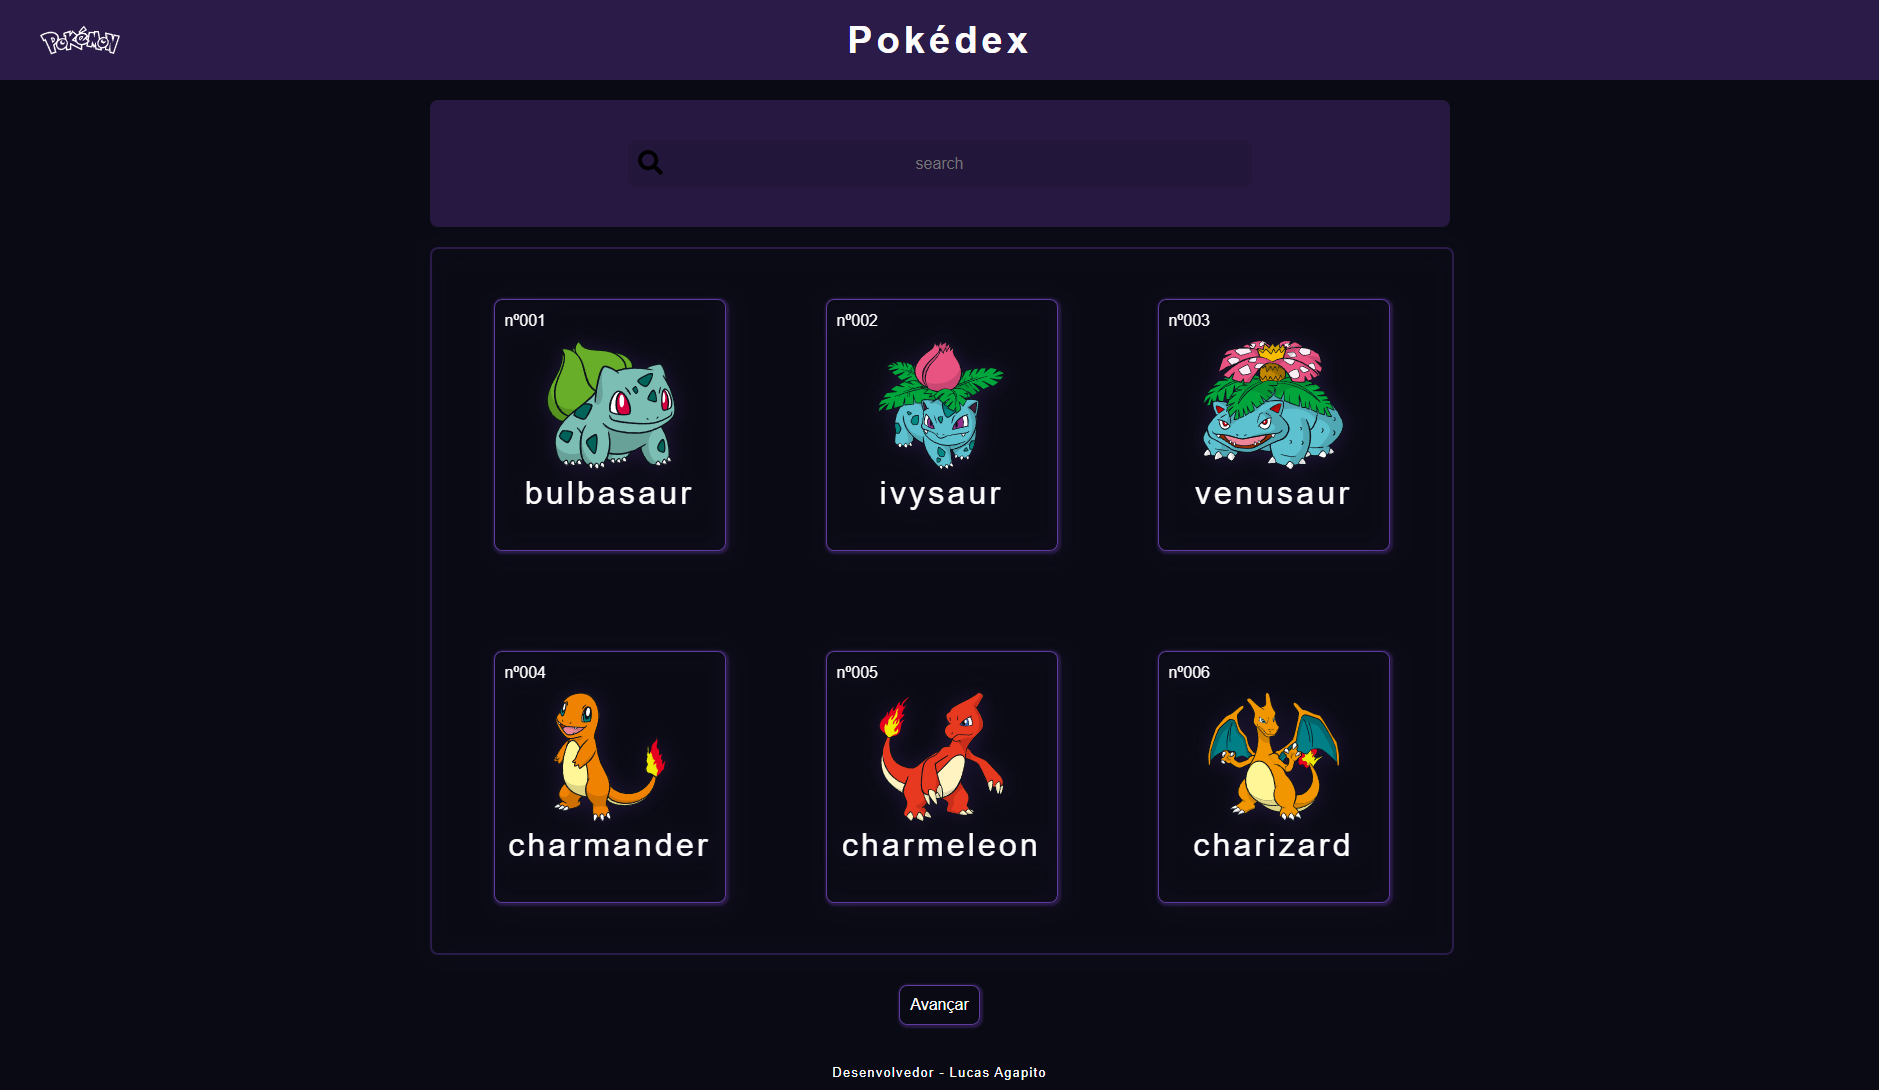 Pokémon
Pokédex
search
nº001
nº002
nº003
bulbasaur
ivysaur
venusaur
nº004
nº005
nº006
charmander
charmeleon
charizard
Avançar
Desenvolvedor - Lucas Agapito